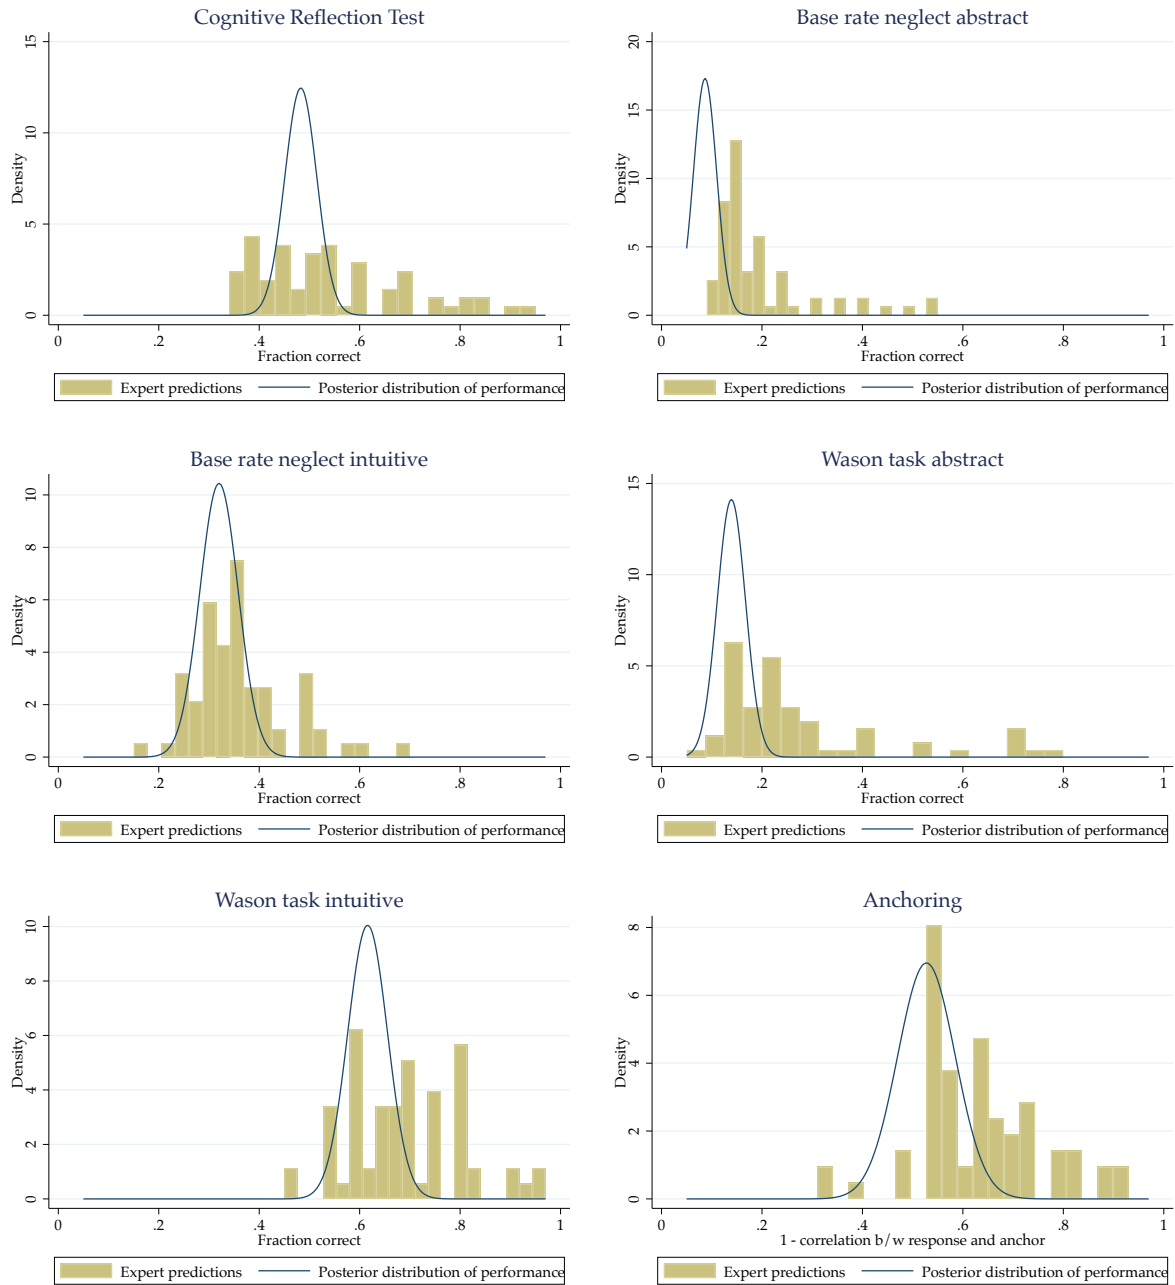 Cognitive Reflection Test
15
10
5
0
Density
0 .2 .4 .6 .8 1
Fraction correct
Expert predictions Posterior distribution of performance
Base rate neglect abstract
20
15
10
5
0
Density
0 .2 .4 .6 .8 1
Fraction correct
Expert predictions Posterior distribution of performance
Base rate neglect intuitive
10
8
6
4
2
0
Density
0 .2 .4 .6 .8 1
Fraction correct
Expert predictions Posterior distribution of performance
Wason task abstract
15
10
5
0
Density
0 .2 .4 .6 .8 1
Fraction correct
Expert predictions Posterior distribution of performance
Wason task intuitive
10
8
6
4
2
0
Density
0 .2 .4 .6 .8 1
Fraction correct
Expert predictions Posterior distribution of performance
Anchoring
8
6
4
2
0
Density
0 .2 .4 .6 .8 1
1 - correlation b/w response and anchor
Expert predictions Posterior distribution of performance